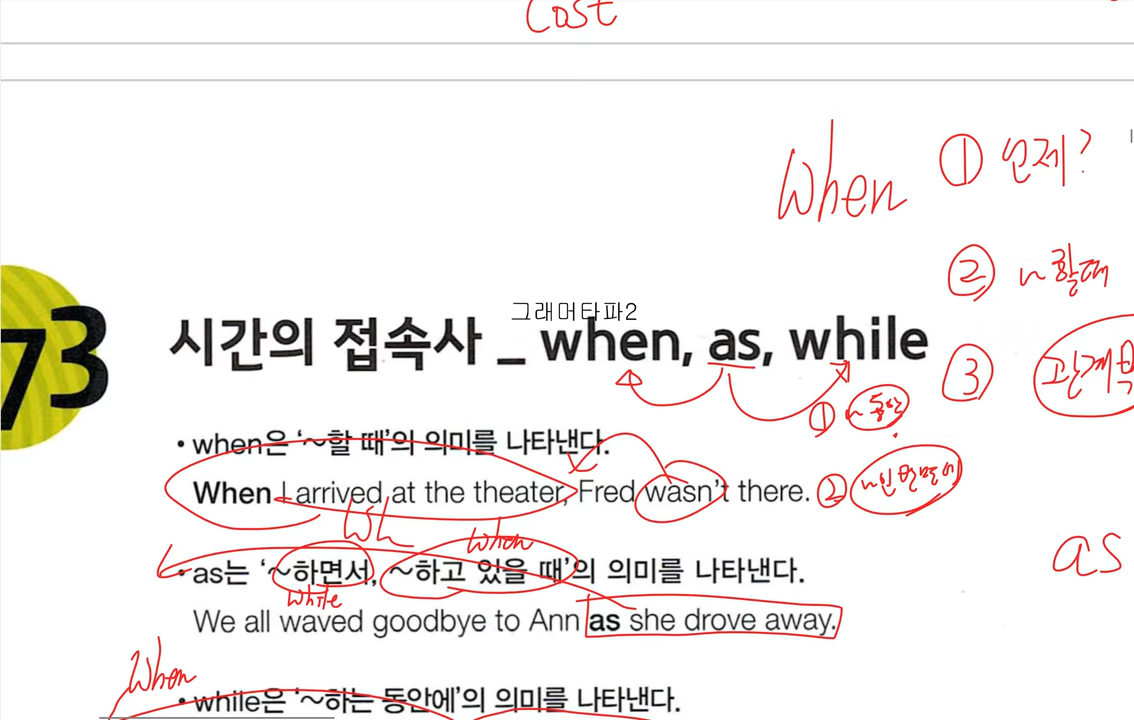 cost
when ① 언제?
② ~할때
③ 관계부
그래머타파2
73 시간의 접속사 _ when, as, while
① ~동안
• when은 ‘~할 때’의 의미를 나타낸다.
When I arrived at the theater, Fred wasn’t there. ② ~인 반면에
when
• as는 ‘~하면서, ~하고 있을 때’의 의미를 나타낸다.
as
while
We all waved goodbye to Ann as she drove away.
when
• while은 ‘~하는 동안에’의 의미를 나타낸다.